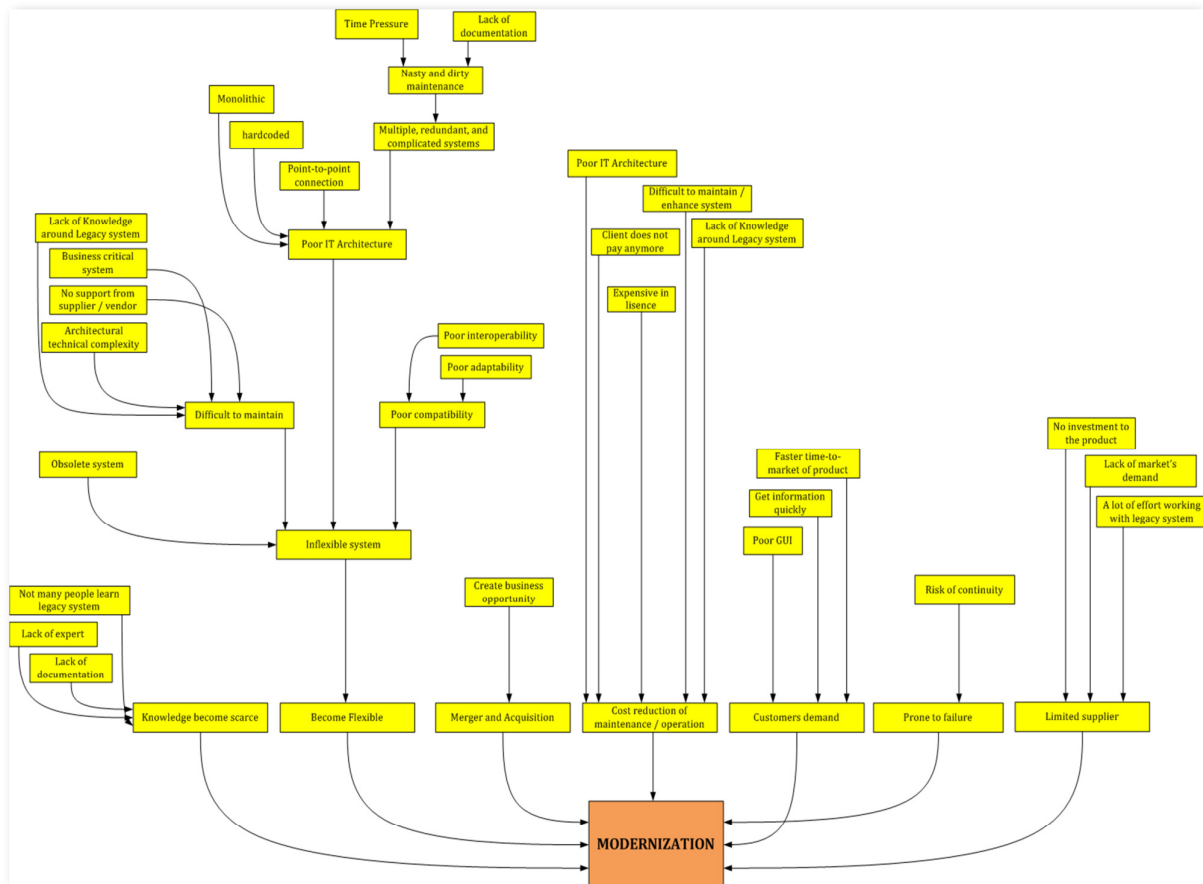 Time Pressure
Lack of
documentation
Nasty and dirty
maintenance
Monolithic
hardcoded
Multiple, redundant, and
complicated systems
Point-to-point
connection
Poor IT Architecture
Difficult to maintain /
enhance system
Lack of Knowledge
around Legacy system
Poor IT Architecture
Client does not
pay anymore
Lack of Knowledge
around Legacy system
Business critical
system
No support from
supplier / vendor
Expensive in
lisence
Architectural
technical complexity
Poor interoperability
Poor adaptability
Difficult to maintain
Poor compatibility
No investment to
the product
Obsolete system
Faster time-to-
market of product
Lack of market's
demand
Get information
quickly
A lot of effort working
with legacy system
Inflexible system
Poor GUI
Not many people learn
legacy system
Create business
opportunity
Risk of continuity
Lack of expert
Lack of
documentation
Knowledge become scarce
Become Flexible
Merger and Acquisition
Cost reduction of
maintenance / operation
Customers demand
Prone to failure
Limited supplier
MODERNIZATION